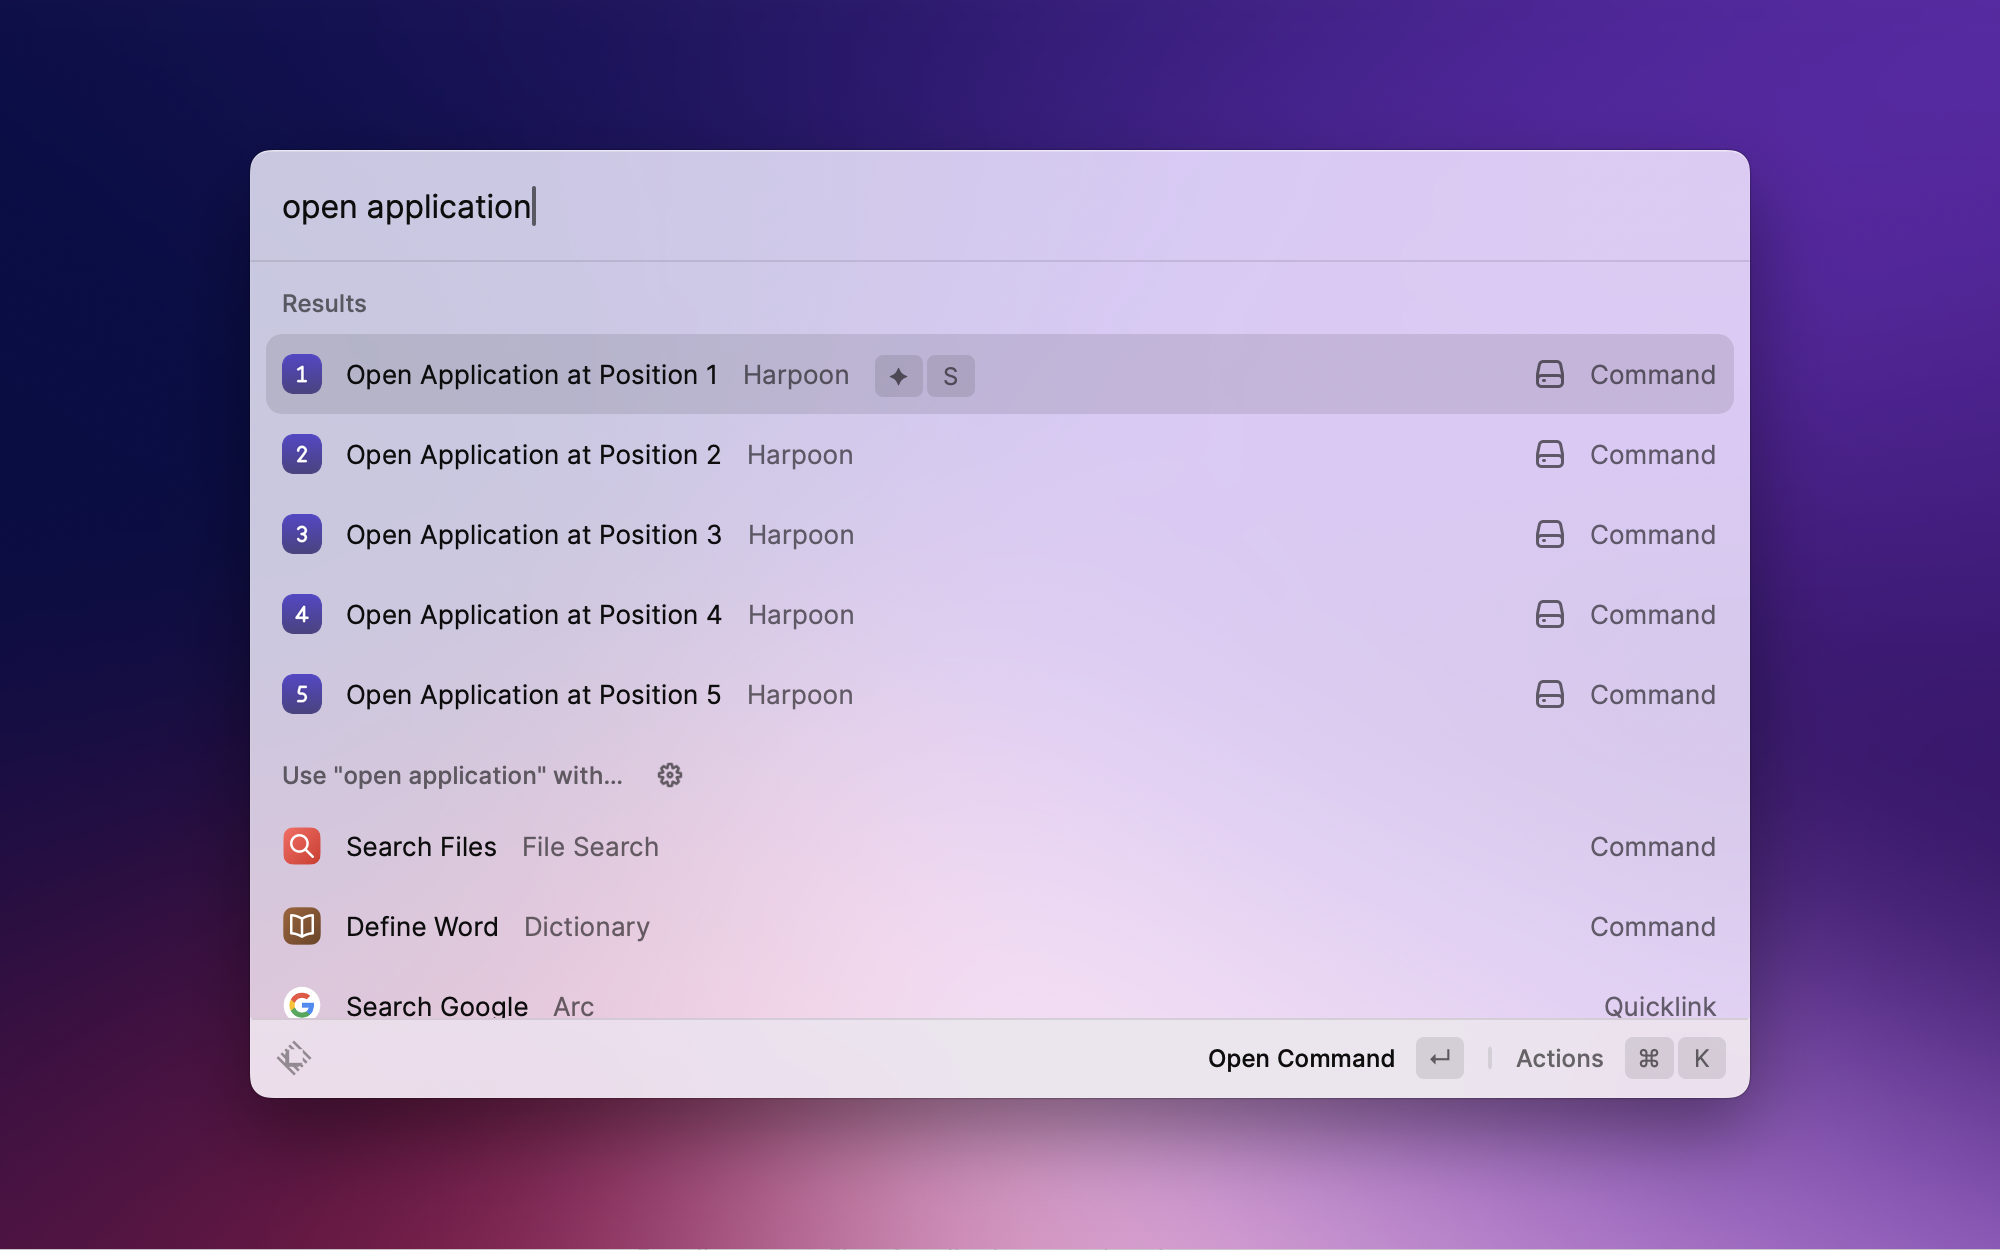 open application
Results
1 Open Application at Position 1 Harpoon ✦ S Command
2 Open Application at Position 2 Harpoon Command
3 Open Application at Position 3 Harpoon Command
4 Open Application at Position 4 Harpoon Command
5 Open Application at Position 5 Harpoon Command
Use "open application" with...
Search Files File Search Command
Define Word Dictionary Command
G Search Google Arc Quicklink
Open Command ↵ Actions ⌘ K